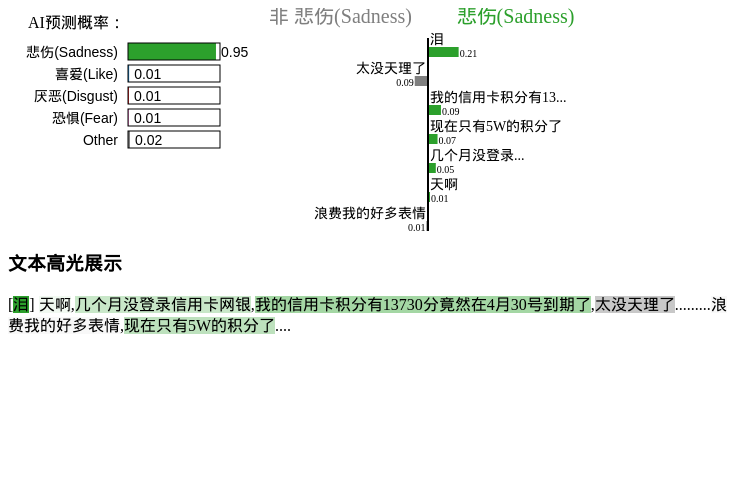 AI预测概率：
悲伤(Sadness) 0.95
喜爱(Like) 0.01
厌恶(Disgust) 0.01
恐惧(Fear) 0.01
Other 0.02
非 悲伤(Sadness) 悲伤(Sadness)
泪
0.21
太没天理了
0.09
我的信用卡积分有13...
0.09
现在只有5W的积分了
0.07
几个月没登录...
0.05
天啊
0.01
浪费我的好多表情
0.01
文本高光展示
[泪] 天啊,几个月没登录信用卡网银,我的信用卡积分有13730分竟然在4月30号到期了,太没天理了.........浪
费我的好多表情,现在只有5W的积分了....